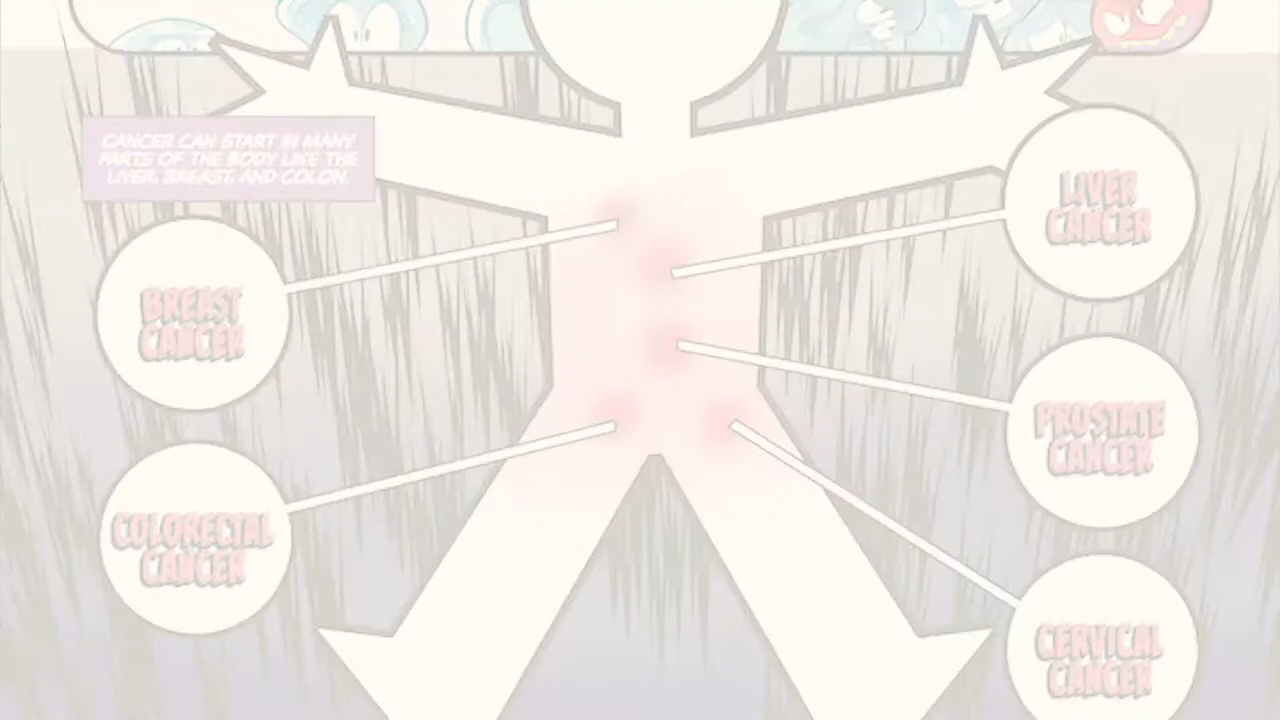 CANCER CAN START IN MANY
PARTS OF THE BODY LIKE THE
LIVER, BREAST, AND COLON.
BREAST
CANCER
COLORECTAL
CANCER
LIVER
CANCER
PROSTATE
CANCER
CERVICAL
CANCER